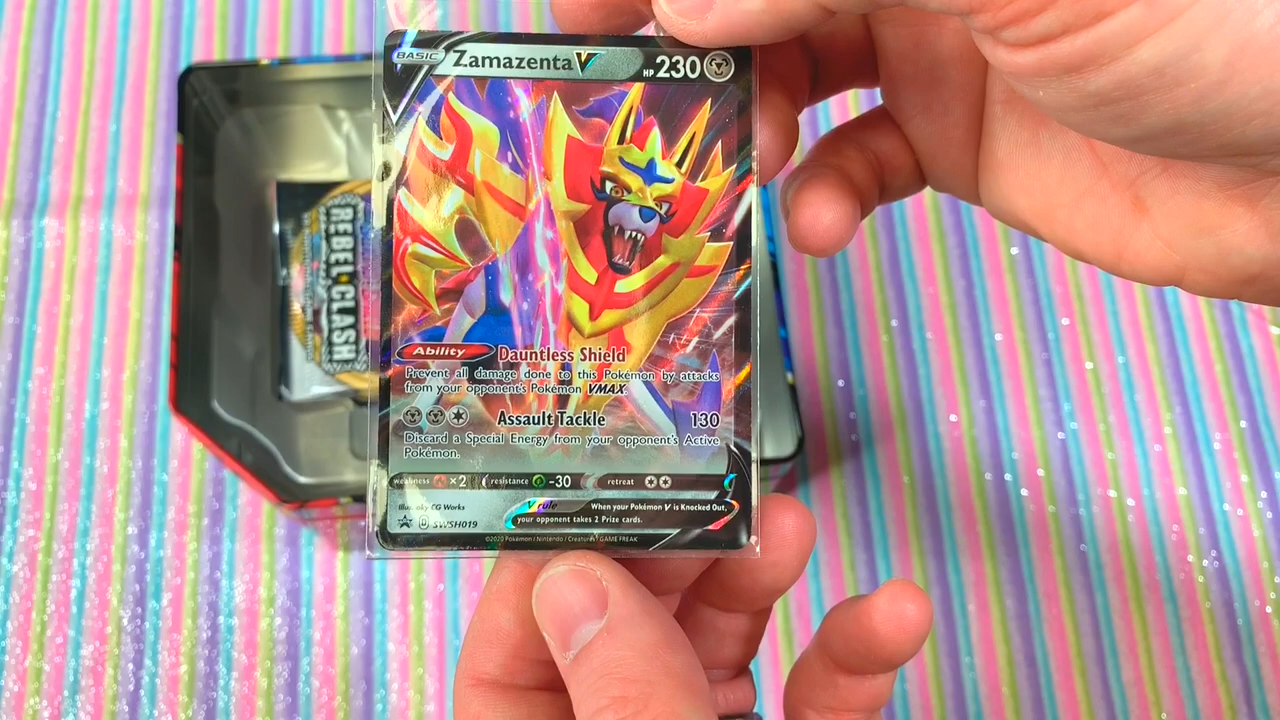 BASIC Zamazenta V HP 230
REBEL CLASH
Ability Dauntless Shield
Prevent all damage done to this Pokémon by attacks
from your opponent's Pokémon VMAX.
Assault Tackle 130
Discard a Special Energy from your opponent's Active
Pokémon.
weakness ×2 resistance -30 retreat
Illus. CG Works
V rule When your Pokémon V is Knocked Out,
your opponent takes 2 Prize cards.
D SWSH019
©2020 Pokémon / Nintendo / Creatures / GAME FREAK